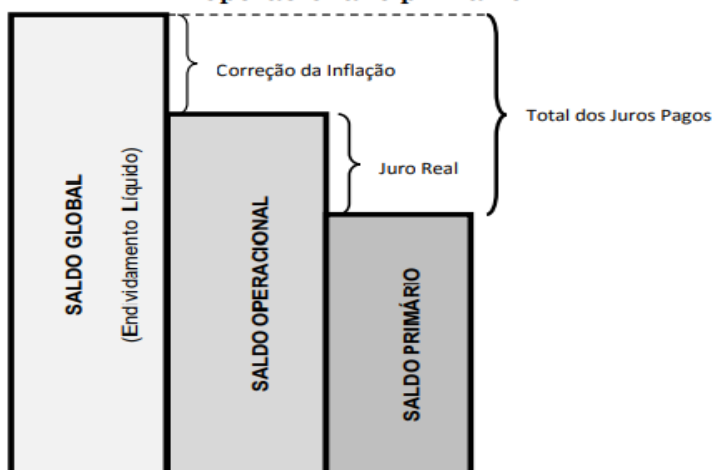 Correção da Inflação
Total dos Juros Pagos
Juro Real
SALDO GLOBAL
(Endividamento Líquido)
SALDO OPERACIONAL
SALDO PRIMÁRIO